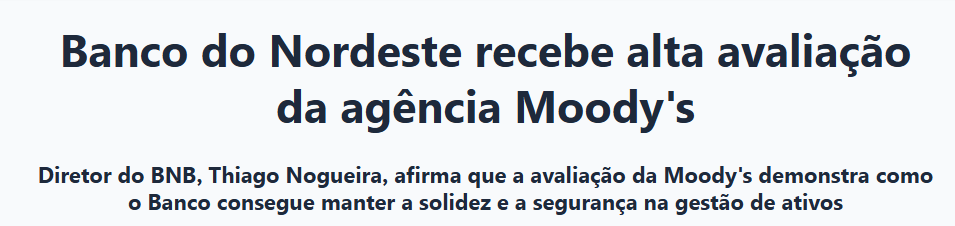 Banco do Nordeste recebe alta avaliação
da agência Moody's
Diretor do BNB, Thiago Nogueira, afirma que a avaliação da Moody's demonstra como
o Banco consegue manter a solidez e a segurança na gestão de ativos